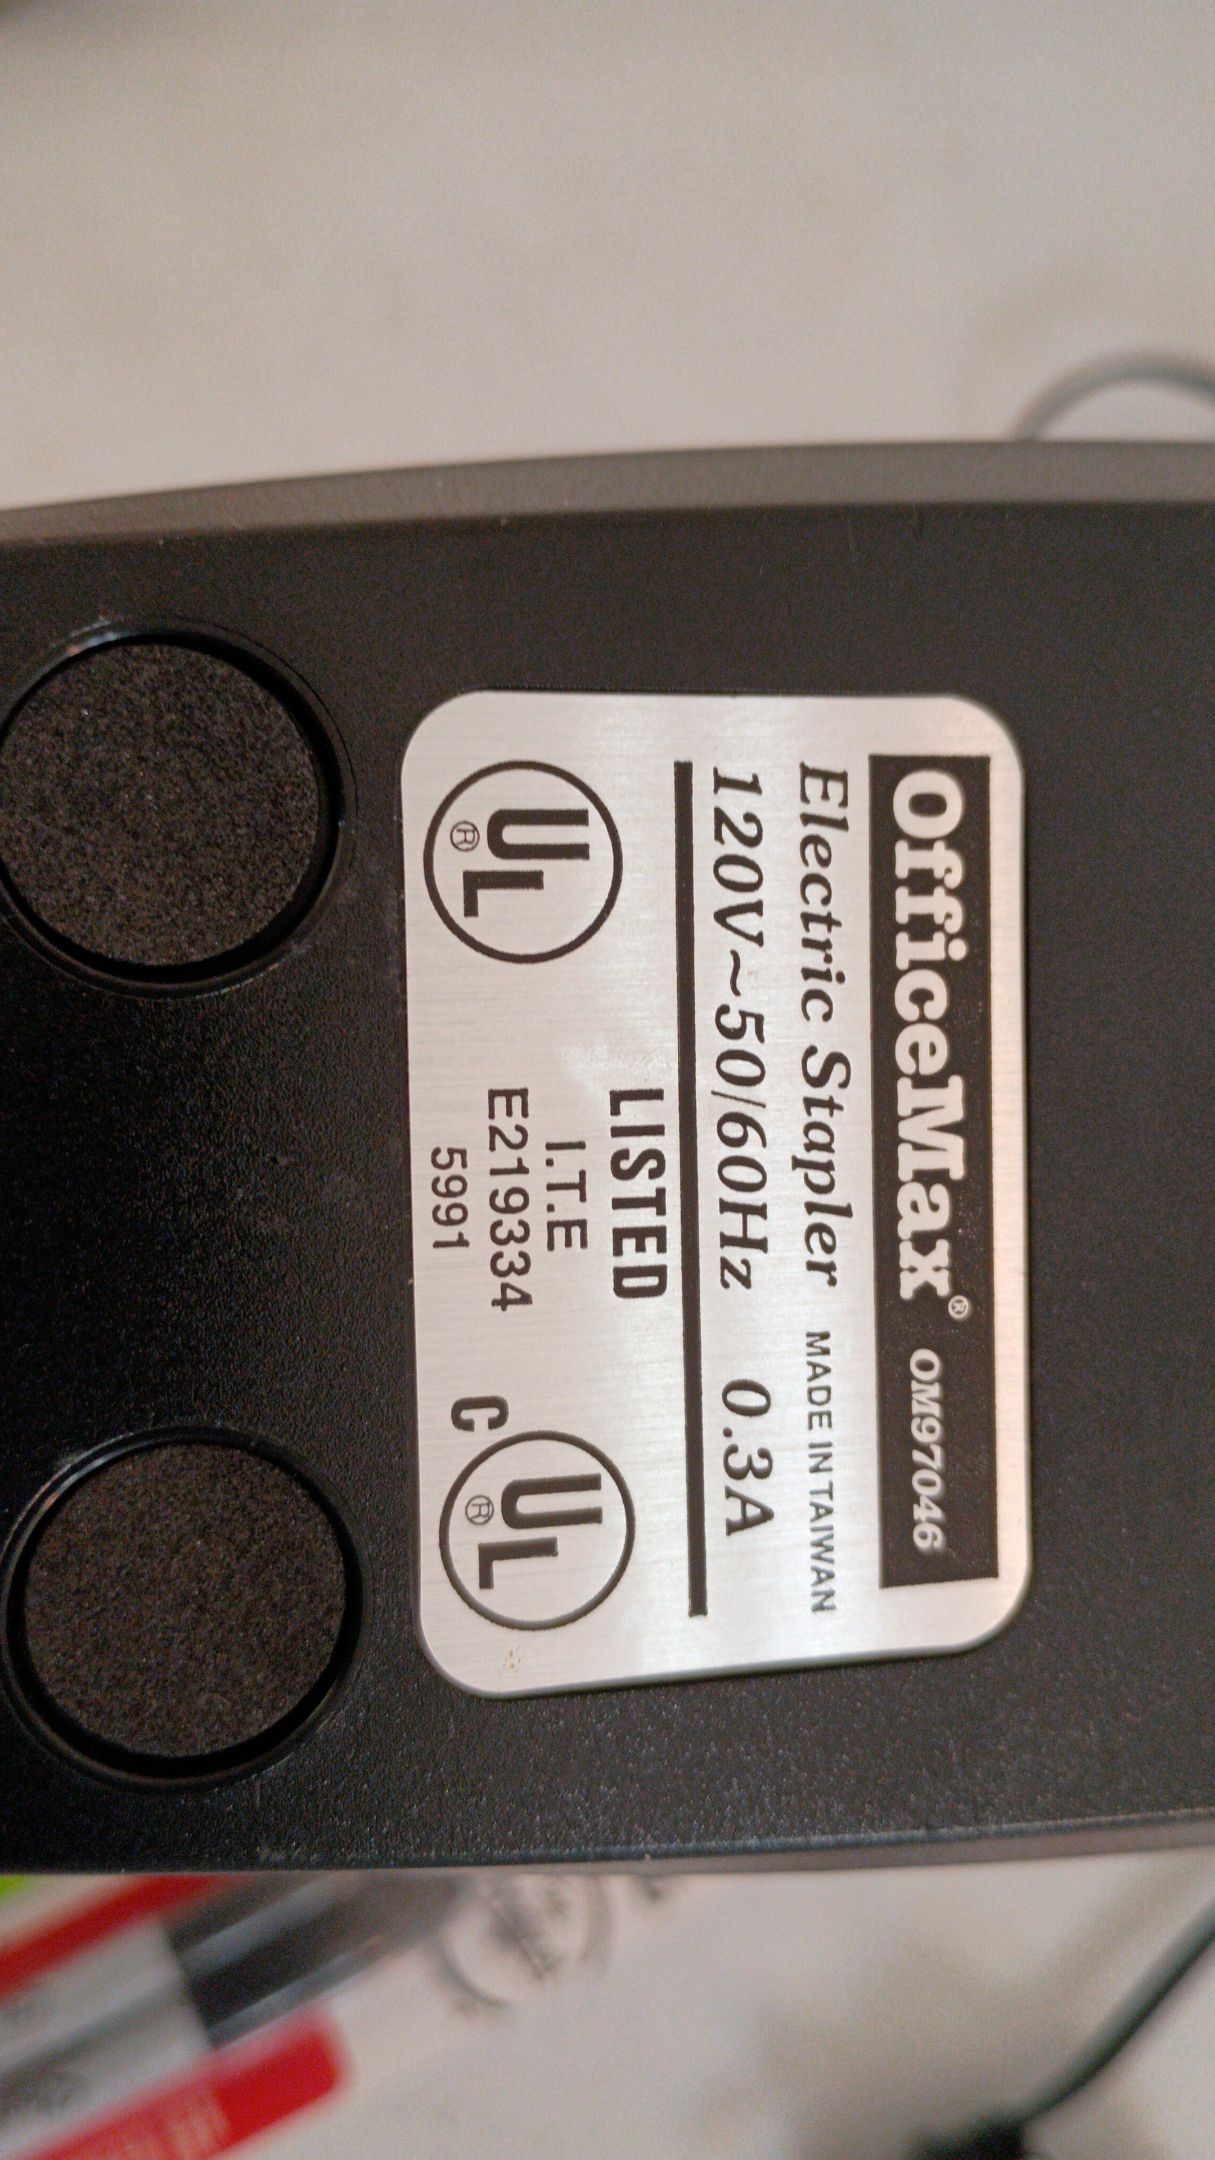 OfficeMax® OM97046
Electric Stapler MADE IN TAIWAN
120V~50/60Hz 0.3A
UL®
LISTED
I.T.E
E219334
5991
C UL®